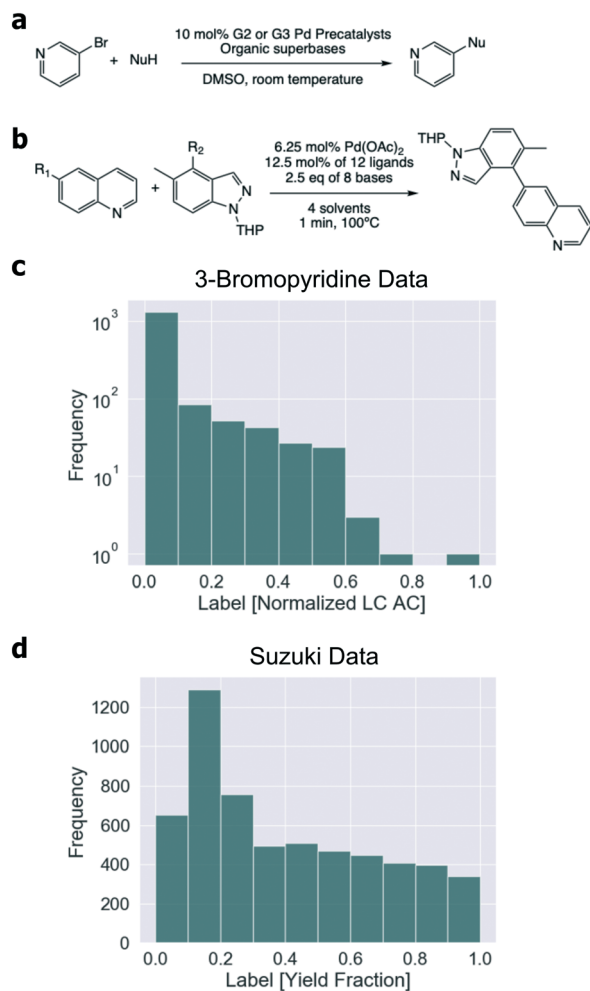 a
N
Br
+ NuH
10 mol% G2 or G3 Pd Precatalysts
Organic superbases
DMSO, room temperature
N
Nu
b
R1
N
+
R2
N
N
THP
6.25 mol% Pd(OAc)2
12.5 mol% of 12 ligands
2.5 eq of 8 bases
4 solvents
1 min, 100°C
THP
N
N
N
c
3-Bromopyridine Data
Frequency
10^3
10^2
10^1
10^0
0.0 0.2 0.4 0.6 0.8 1.0
Label [Normalized LC AC]
d
Suzuki Data
Frequency
1200
1000
800
600
400
200
0
0.0 0.2 0.4 0.6 0.8 1.0
Label [Yield Fraction]